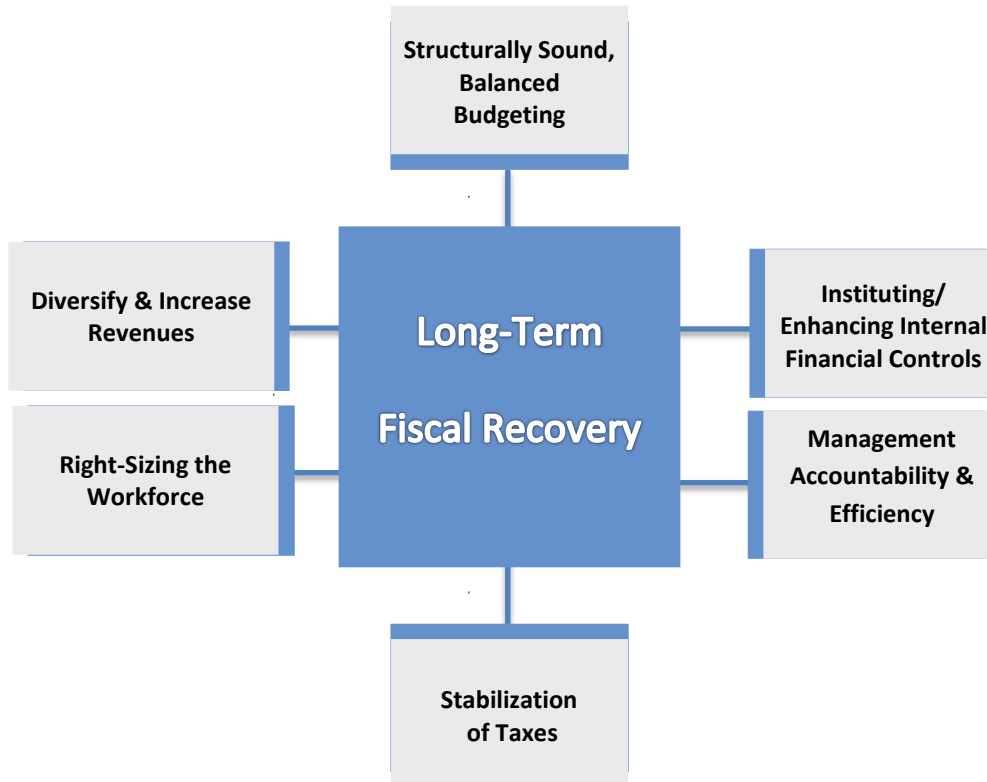 Structurally Sound,
Balanced
Budgeting
Diversify & Increase
Revenues
Long-Term
Fiscal Recovery
Instituting/
Enhancing Internal
Financial Controls
Right-Sizing the
Workforce
Management
Accountability &
Efficiency
Stabilization
of Taxes